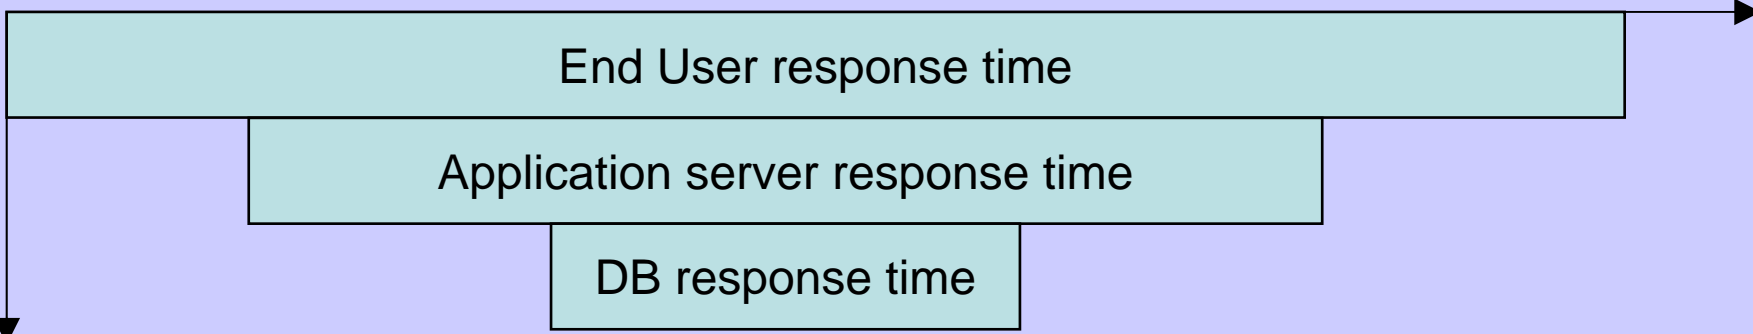 End User response time
Application server response time
DB response time